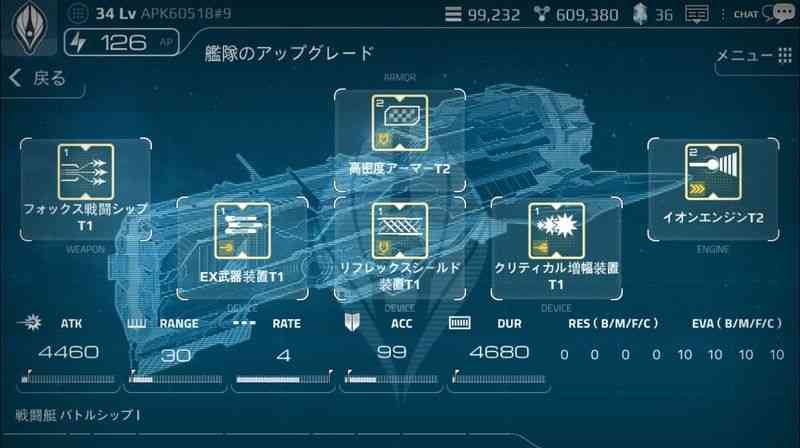 34 Lv APK60518#9
99,232
609,380
36
CHAT
126 AP
艦隊のアップグレード
メニュー
戻る
ARMOR
2
高密度アーマーT2
1
フォックス戦闘シップ
T1
WEAPON
2
イオンエンジンT2
ENGINE
1
EX武器装置T1
DEVICE
1
リフレックスシールド
装置T1
DEVICE
1
クリティカル増幅装置
T1
DEVICE
ATK
4460
RANGE
30
RATE
4
ACC
99
DUR
4680
RES ( B/M/F/C )
0 0 0 0
EVA ( B/M/F/C )
10 10 10 10
戦闘艇 バトルシップ I